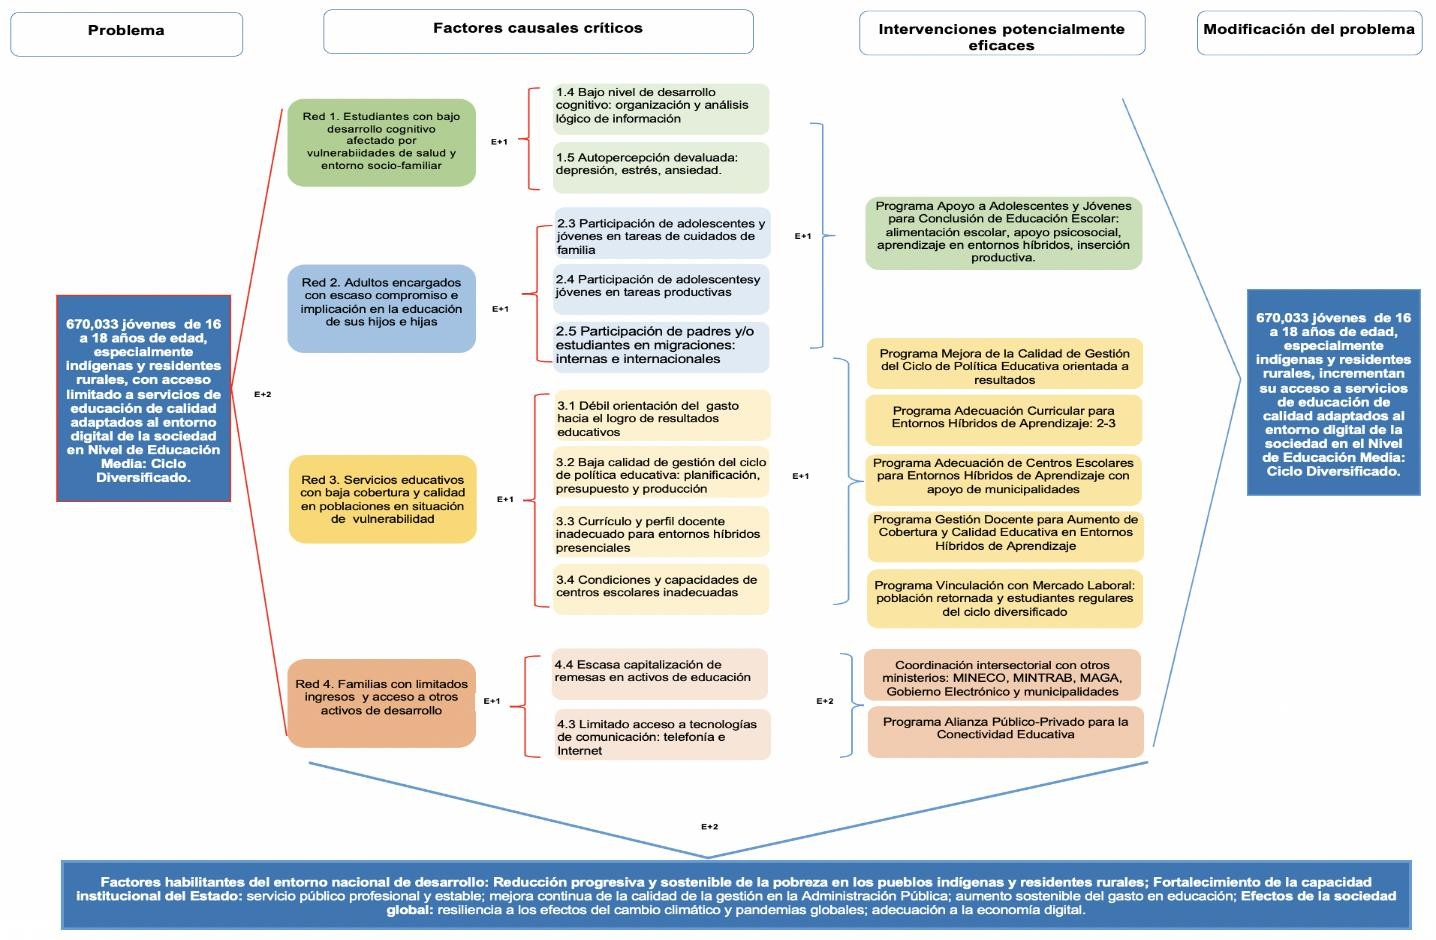 Problema
Factores causales críticos
Intervenciones potencialmente
eficaces
Modificación del problema
670,033 jóvenes de 16
a 18 años de edad,
especialmente
indígenas y residentes
rurales, con acceso
limitado a servicios de
educación de calidad
adaptados al entorno
digital de la sociedad
en Nivel de Educación
Media: Ciclo
Diversificado.
E+2
Red 1. Estudiantes con bajo
desarrollo cognitivo
afectado por
vulnerabiidades de salud y
entorno socio-familiar
E+1
1.4 Bajo nivel de desarrollo
cognitivo: organización y análisis
lógico de información
1.5 Autopercepción devaluada:
depresión, estrés, ansiedad.
Red 2. Adultos encargados
con escaso compromiso e
implicación en la educación
de sus hijos e hijas
E+1
2.3 Participación de adolescentes y
jóvenes en tareas de cuidados de
familia
2.4 Participación de adolescentesy
jóvenes en tareas productivas
2.5 Participación de padres y/o
estudiantes en migraciones:
internas e internacionales
Red 3. Servicios educativos
con baja cobertura y calidad
en poblaciones en situación
de vulnerabilidad
E+1
3.1 Débil orientación del gasto
hacia el logro de resultados
educativos
3.2 Baja calidad de gestión del ciclo
de política educativa: planificación,
presupuesto y producción
3.3 Currículo y perfil docente
inadecuado para entornos híbridos
presenciales
3.4 Condiciones y capacidades de
centros escolares inadecuadas
Red 4. Familias con limitados
ingresos y acceso a otros
activos de desarrollo
E+1
4.4 Escasa capitalización de
remesas en activos de educación
4.3 Limitado acceso a tecnologías
de comunicación: telefonía e
Internet
E+1
Programa Apoyo a Adolescentes y Jóvenes
para Conclusión de Educación Escolar:
alimentación escolar, apoyo psicosocial,
aprendizaje en entornos híbridos, inserción
productiva.
E+1
Programa Mejora de la Calidad de Gestión
del Ciclo de Política Educativa orientada a
resultados
Programa Adecuación Curricular para
Entornos Híbridos de Aprendizaje: 2-3
Programa Adecuación de Centros Escolares
para Entornos Híbridos de Aprendizaje con
apoyo de municipalidades
Programa Gestión Docente para Aumento de
Cobertura y Calidad Educativa en Entornos
Híbridos de Aprendizaje
Programa Vinculación con Mercado Laboral:
población retornada y estudiantes regulares
del ciclo diversificado
E+2
Coordinación intersectorial con otros
ministerios: MINECO, MINTRAB, MAGA,
Gobierno Electrónico y municipalidades
Programa Alianza Público-Privado para la
Conectividad Educativa
670,033 jóvenes de 16
a 18 años de edad,
especialmente
indígenas y residentes
rurales, incrementan
su acceso a servicios
de educación de
calidad adaptados al
entorno digital de la
sociedad en el Nivel
de Educación Media:
Ciclo Diversificado.
E+2
Factores habilitantes del entorno nacional de desarrollo: Reducción progresiva y sostenible de la pobreza en los pueblos indígenas y residentes rurales; Fortalecimiento de la capacidad
institucional del Estado: servicio público profesional y estable; mejora continua de la calidad de la gestión en la Administración Pública; aumento sostenible del gasto en educación; Efectos de la sociedad
global: resiliencia a los efectos del cambio climático y pandemias globales; adecuación a la economía digital.